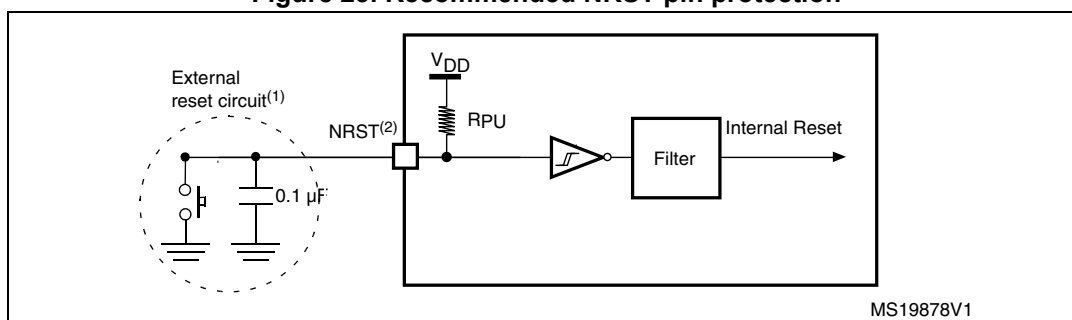 VDD
External
reset circuit(1)
NRST(2)
RPU
Internal Reset
Filter
0.1 µF
MS19878V1